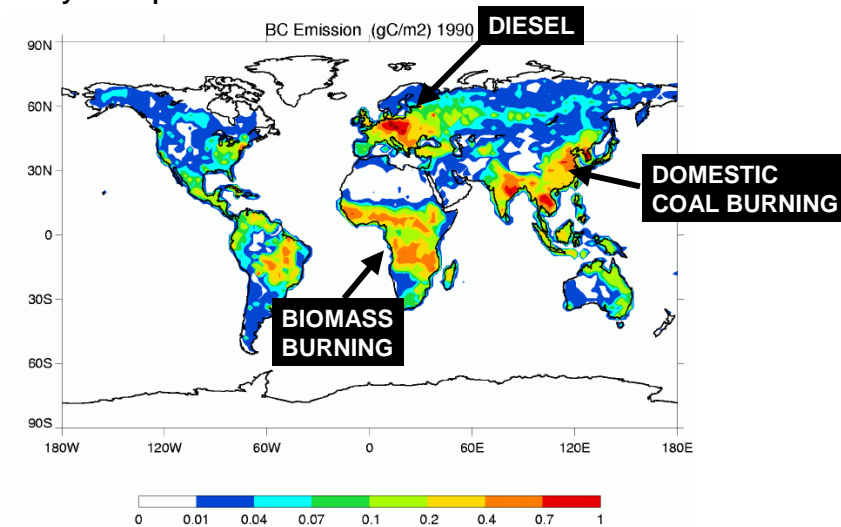 BC Emission (gC/m2) 1990
DIESEL
90N
60N
30N
0
30S
60S
90S
DOMESTIC
COAL BURNING
BIOMASS
BURNING
180W 120W 60W 0 60E 120E 180E
0 0.01 0.04 0.07 0.1 0.2 0.4 0.7 1